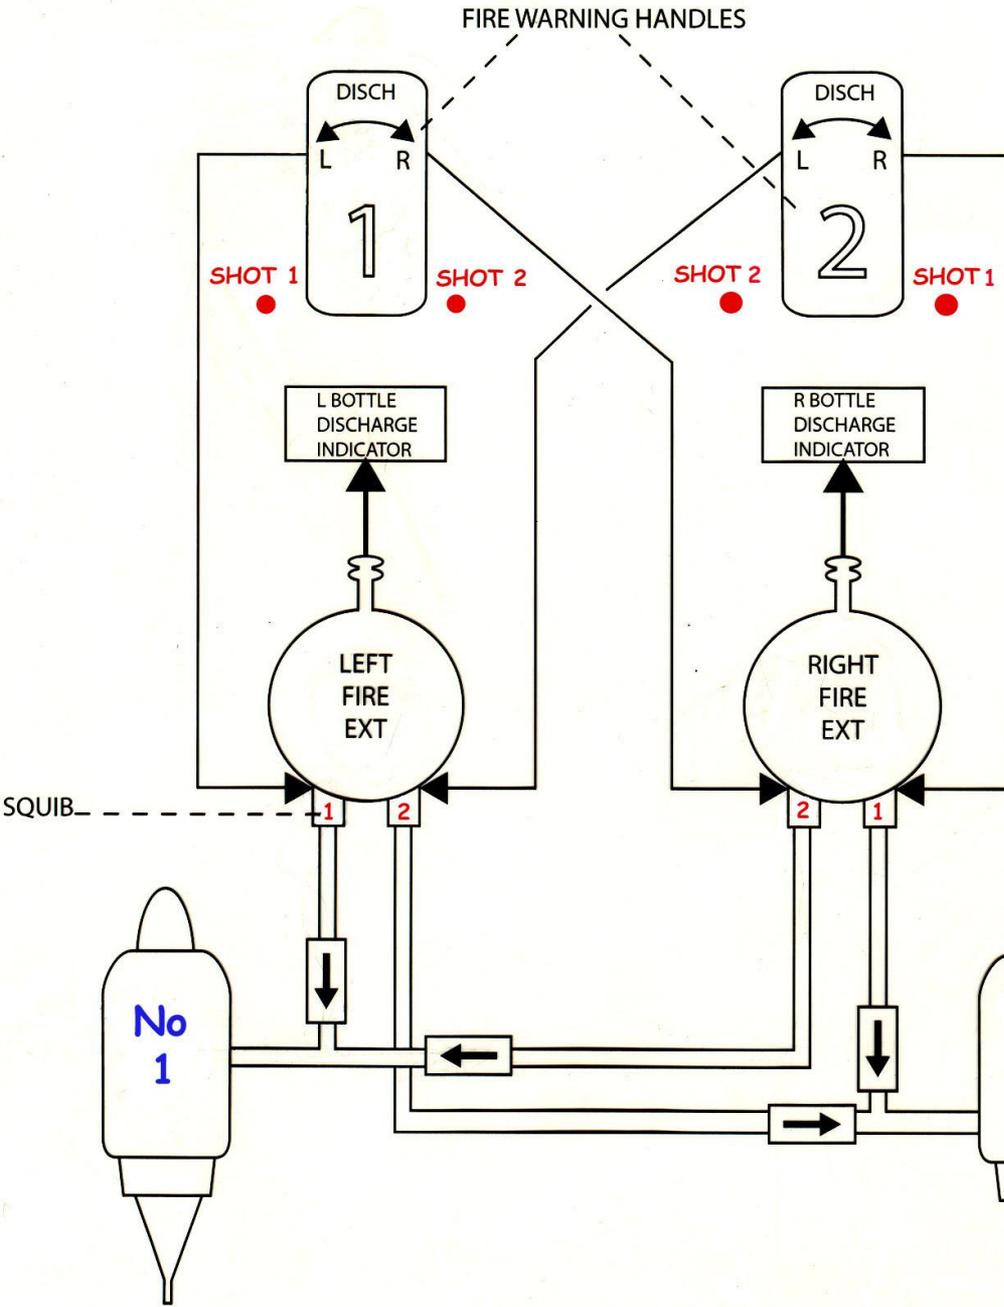 FIRE WARNING HANDLES
DISCH
L R
1
DISCH
L R
2
SHOT 1
SHOT 2
SHOT 2
SHOT 1
L BOTTLE
DISCHARGE
INDICATOR
R BOTTLE
DISCHARGE
INDICATOR
LEFT
FIRE
EXT
RIGHT
FIRE
EXT
SQUIB
1
2
2
1
No
1